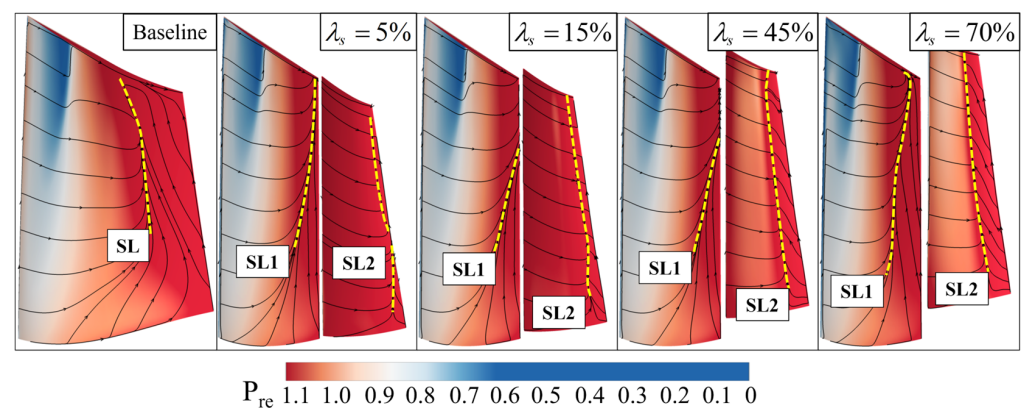 Baseline
λs = 5%
λs = 15%
λs = 45%
λs = 70%
SL
SL1
SL2
SL1
SL2
SL1
SL2
SL1
SL2
Pre 1.1 1.0 0.9 0.8 0.7 0.6 0.5 0.4 0.3 0.2 0.1 0